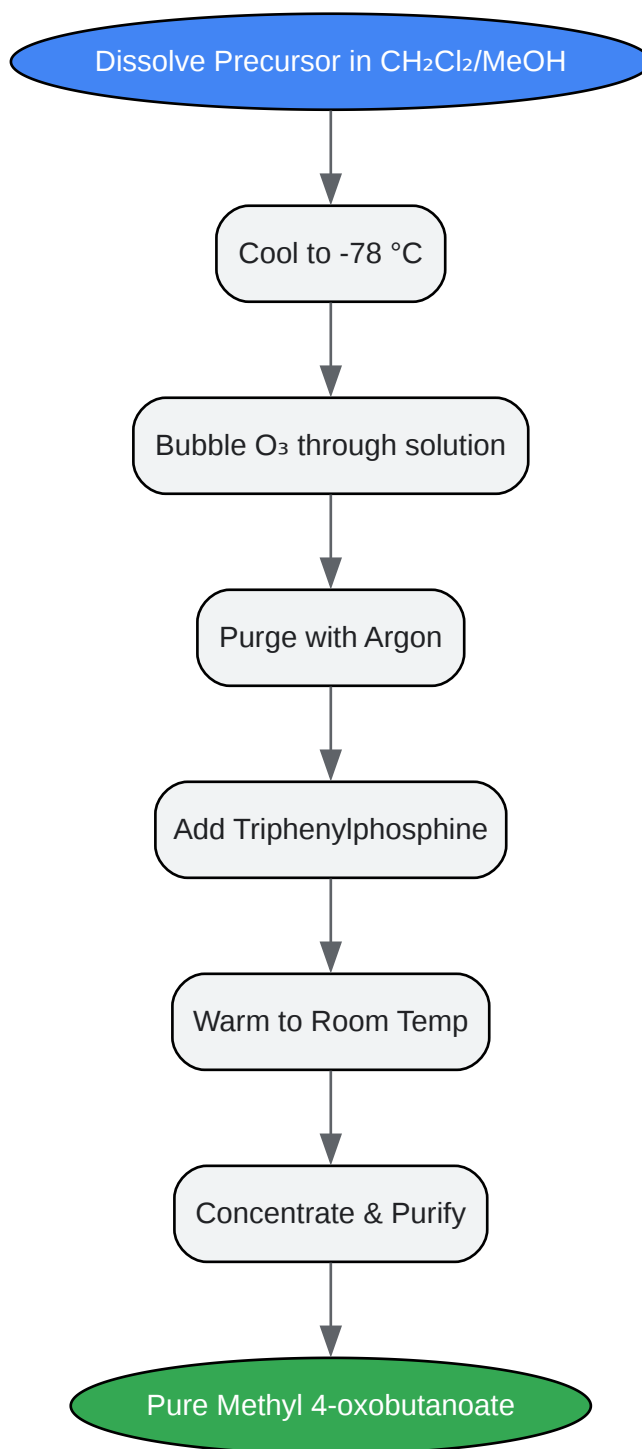 Dissolve Precursor in CH₂Cl₂/MeOH
Cool to -78 °C
Bubble O₃ through solution
Purge with Argon
Add Triphenylphosphine
Warm to Room Temp
Concentrate & Purify
Pure Methyl 4-oxobutanoate